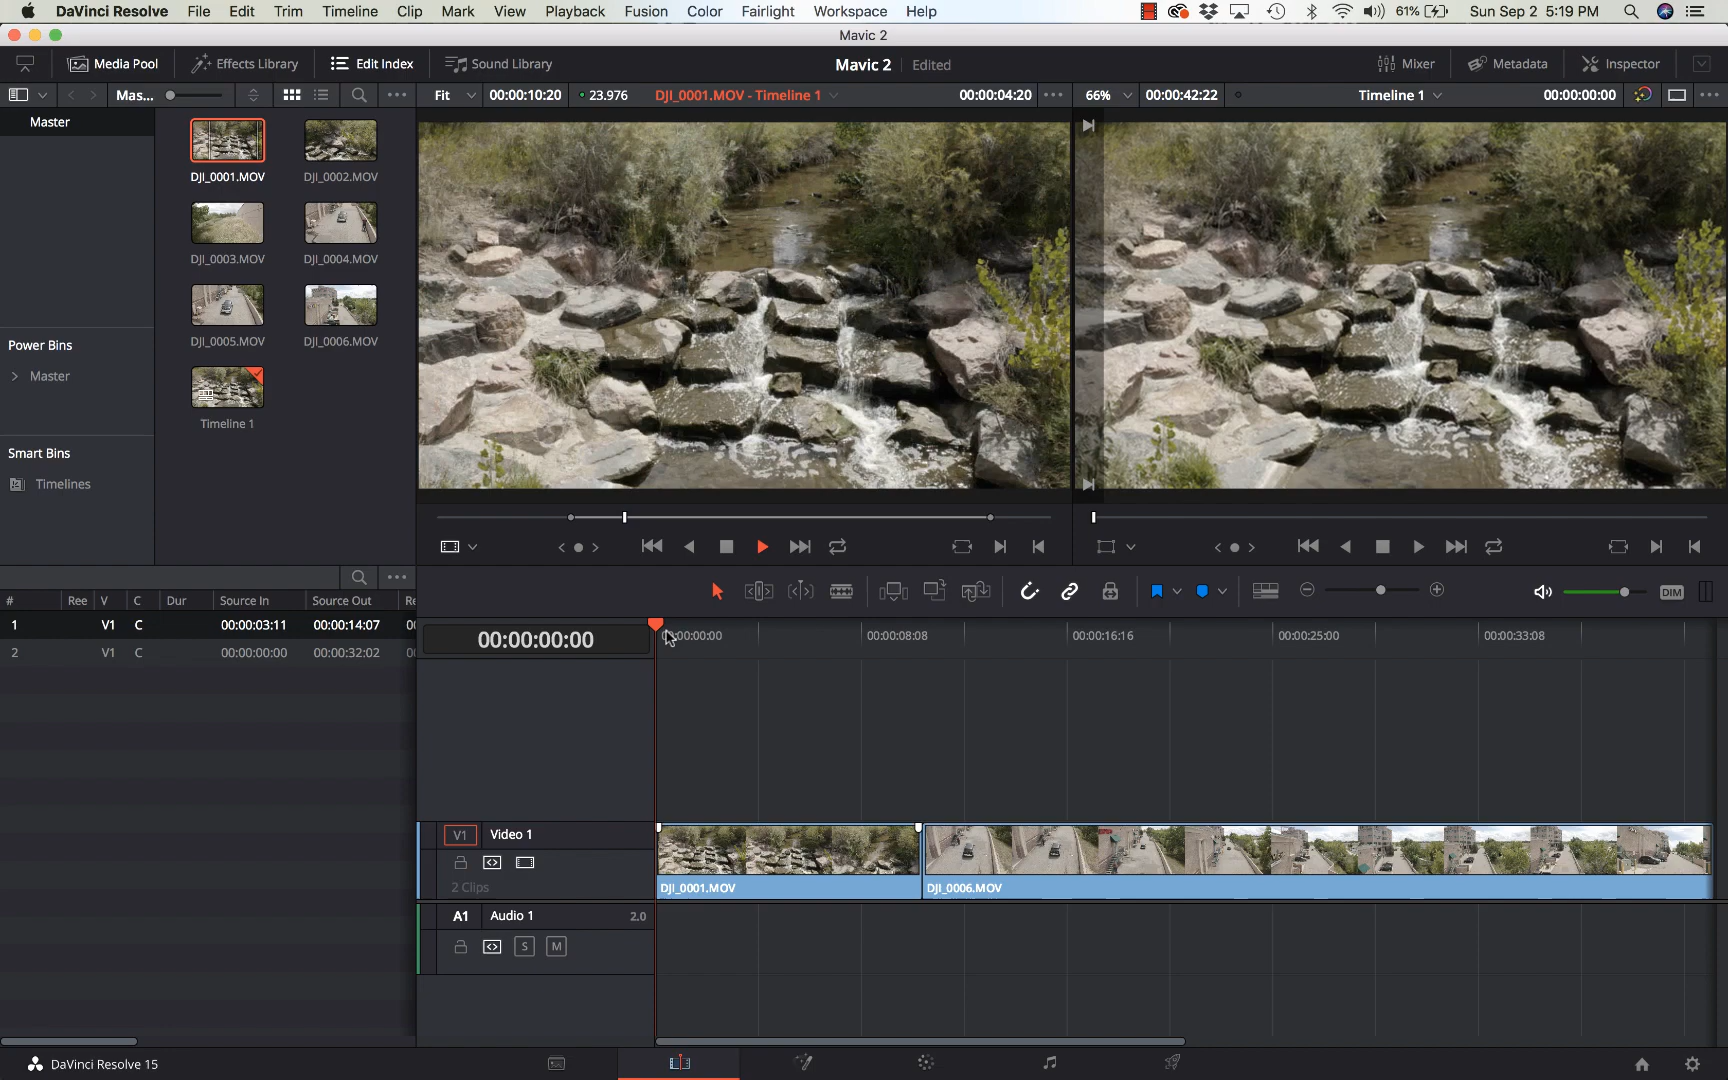 DaVinci Resolve File Edit Trim Timeline Clip Mark View Playback Fusion Color Fairlight Workspace Help 61% Sun Sep 2 5:19 PM
Mavic 2
Media Pool Effects Library Edit Index Sound Library Mavic 2 Edited Mixer Metadata Inspector
Mas... Fit 00:00:10:20 23.976 DJI_0001.MOV - Timeline 1 00:00:04:20 66% 00:00:42:22 Timeline 1 00:00:00:00
Master
DJI_0001.MOV DJI_0002.MOV
DJI_0003.MOV DJI_0004.MOV
DJI_0005.MOV DJI_0006.MOV
Power Bins
Master
Timeline 1
Smart Bins
Timelines
# Ree V C Dur Source In Source Out Re
DIM
1 V1 C 00:00:03:11 00:00:14:07 00
2 V1 C 00:00:00:00 00:00:32:02 00
00:00:00:00
00:00:00:00 00:00:08:08 00:00:16:16 00:00:25:00 00:00:33:08
V1 Video 1
2 Clips
DJI_0001.MOV DJI_0006.MOV
A1 Audio 1 2.0
S M
DaVinci Resolve 15